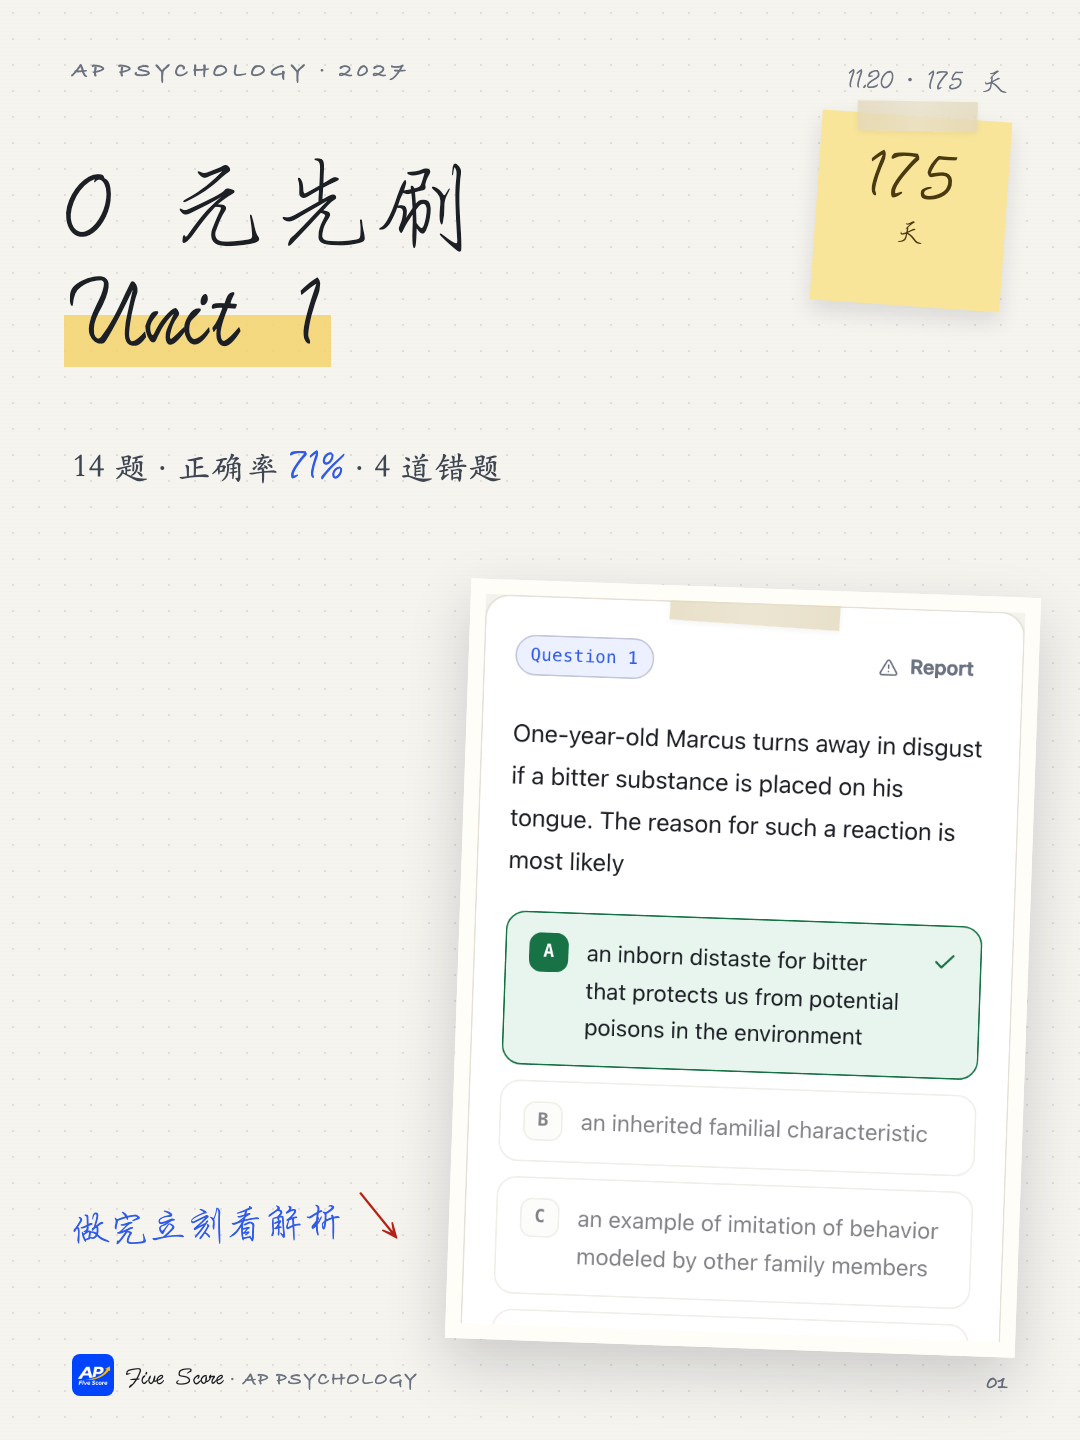 AP PSYCHOLOGY · 2027
11.20 · 175 天
175
天
0 元先刷
Unit 1
14 题 · 正确率 71% · 4 道错题
Question 1
Report
One-year-old Marcus turns away in disgust
if a bitter substance is placed on his
tongue. The reason for such a reaction is
most likely
A an inborn distaste for bitter
that protects us from potential
poisons in the environment
B an inherited familial characteristic
C an example of imitation of behavior
modeled by other family members
做完立刻看解析
AP Five Score
Five Score · AP PSYCHOLOGY
01